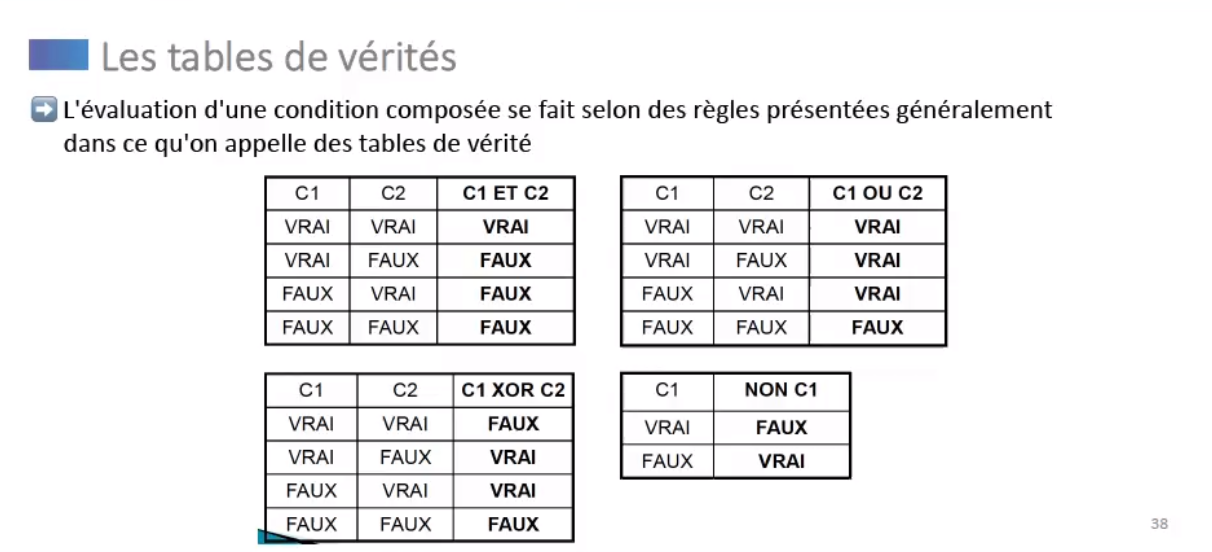 Les tables de vérités
L'évaluation d'une condition composée se fait selon des règles présentées généralement
dans ce qu'on appelle des tables de vérité
C1 C2 C1 ET C2
VRAI VRAI VRAI
VRAI FAUX FAUX
FAUX VRAI FAUX
FAUX FAUX FAUX
C1 C2 C1 OU C2
VRAI VRAI VRAI
VRAI FAUX VRAI
FAUX VRAI VRAI
FAUX FAUX FAUX
C1 C2 C1 XOR C2
VRAI VRAI FAUX
VRAI FAUX VRAI
FAUX VRAI VRAI
FAUX FAUX FAUX
C1 NON C1
VRAI FAUX
FAUX VRAI
38